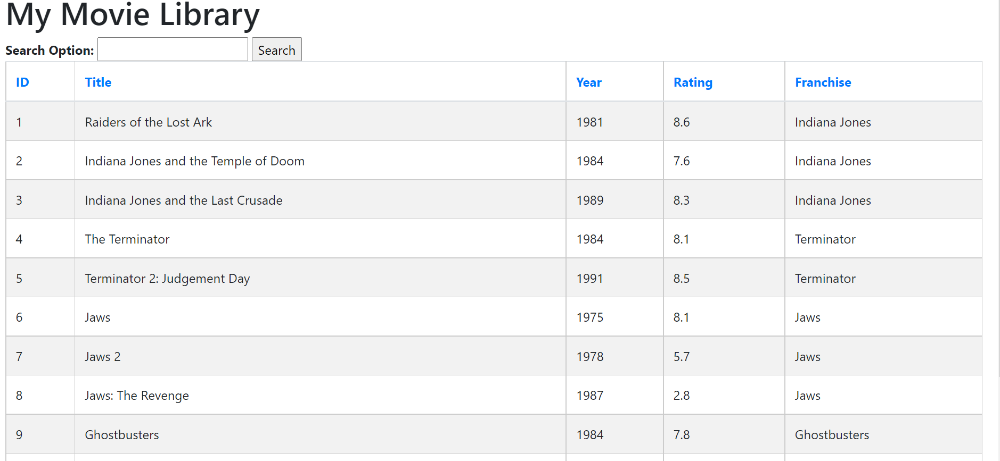 My Movie Library
Search Option: Search
ID Title Year Rating Franchise
1 Raiders of the Lost Ark 1981 8.6 Indiana Jones
2 Indiana Jones and the Temple of Doom 1984 7.6 Indiana Jones
3 Indiana Jones and the Last Crusade 1989 8.3 Indiana Jones
4 The Terminator 1984 8.1 Terminator
5 Terminator 2: Judgement Day 1991 8.5 Terminator
6 Jaws 1975 8.1 Jaws
7 Jaws 2 1978 5.7 Jaws
8 Jaws: The Revenge 1987 2.8 Jaws
9 Ghostbusters 1984 7.8 Ghostbusters